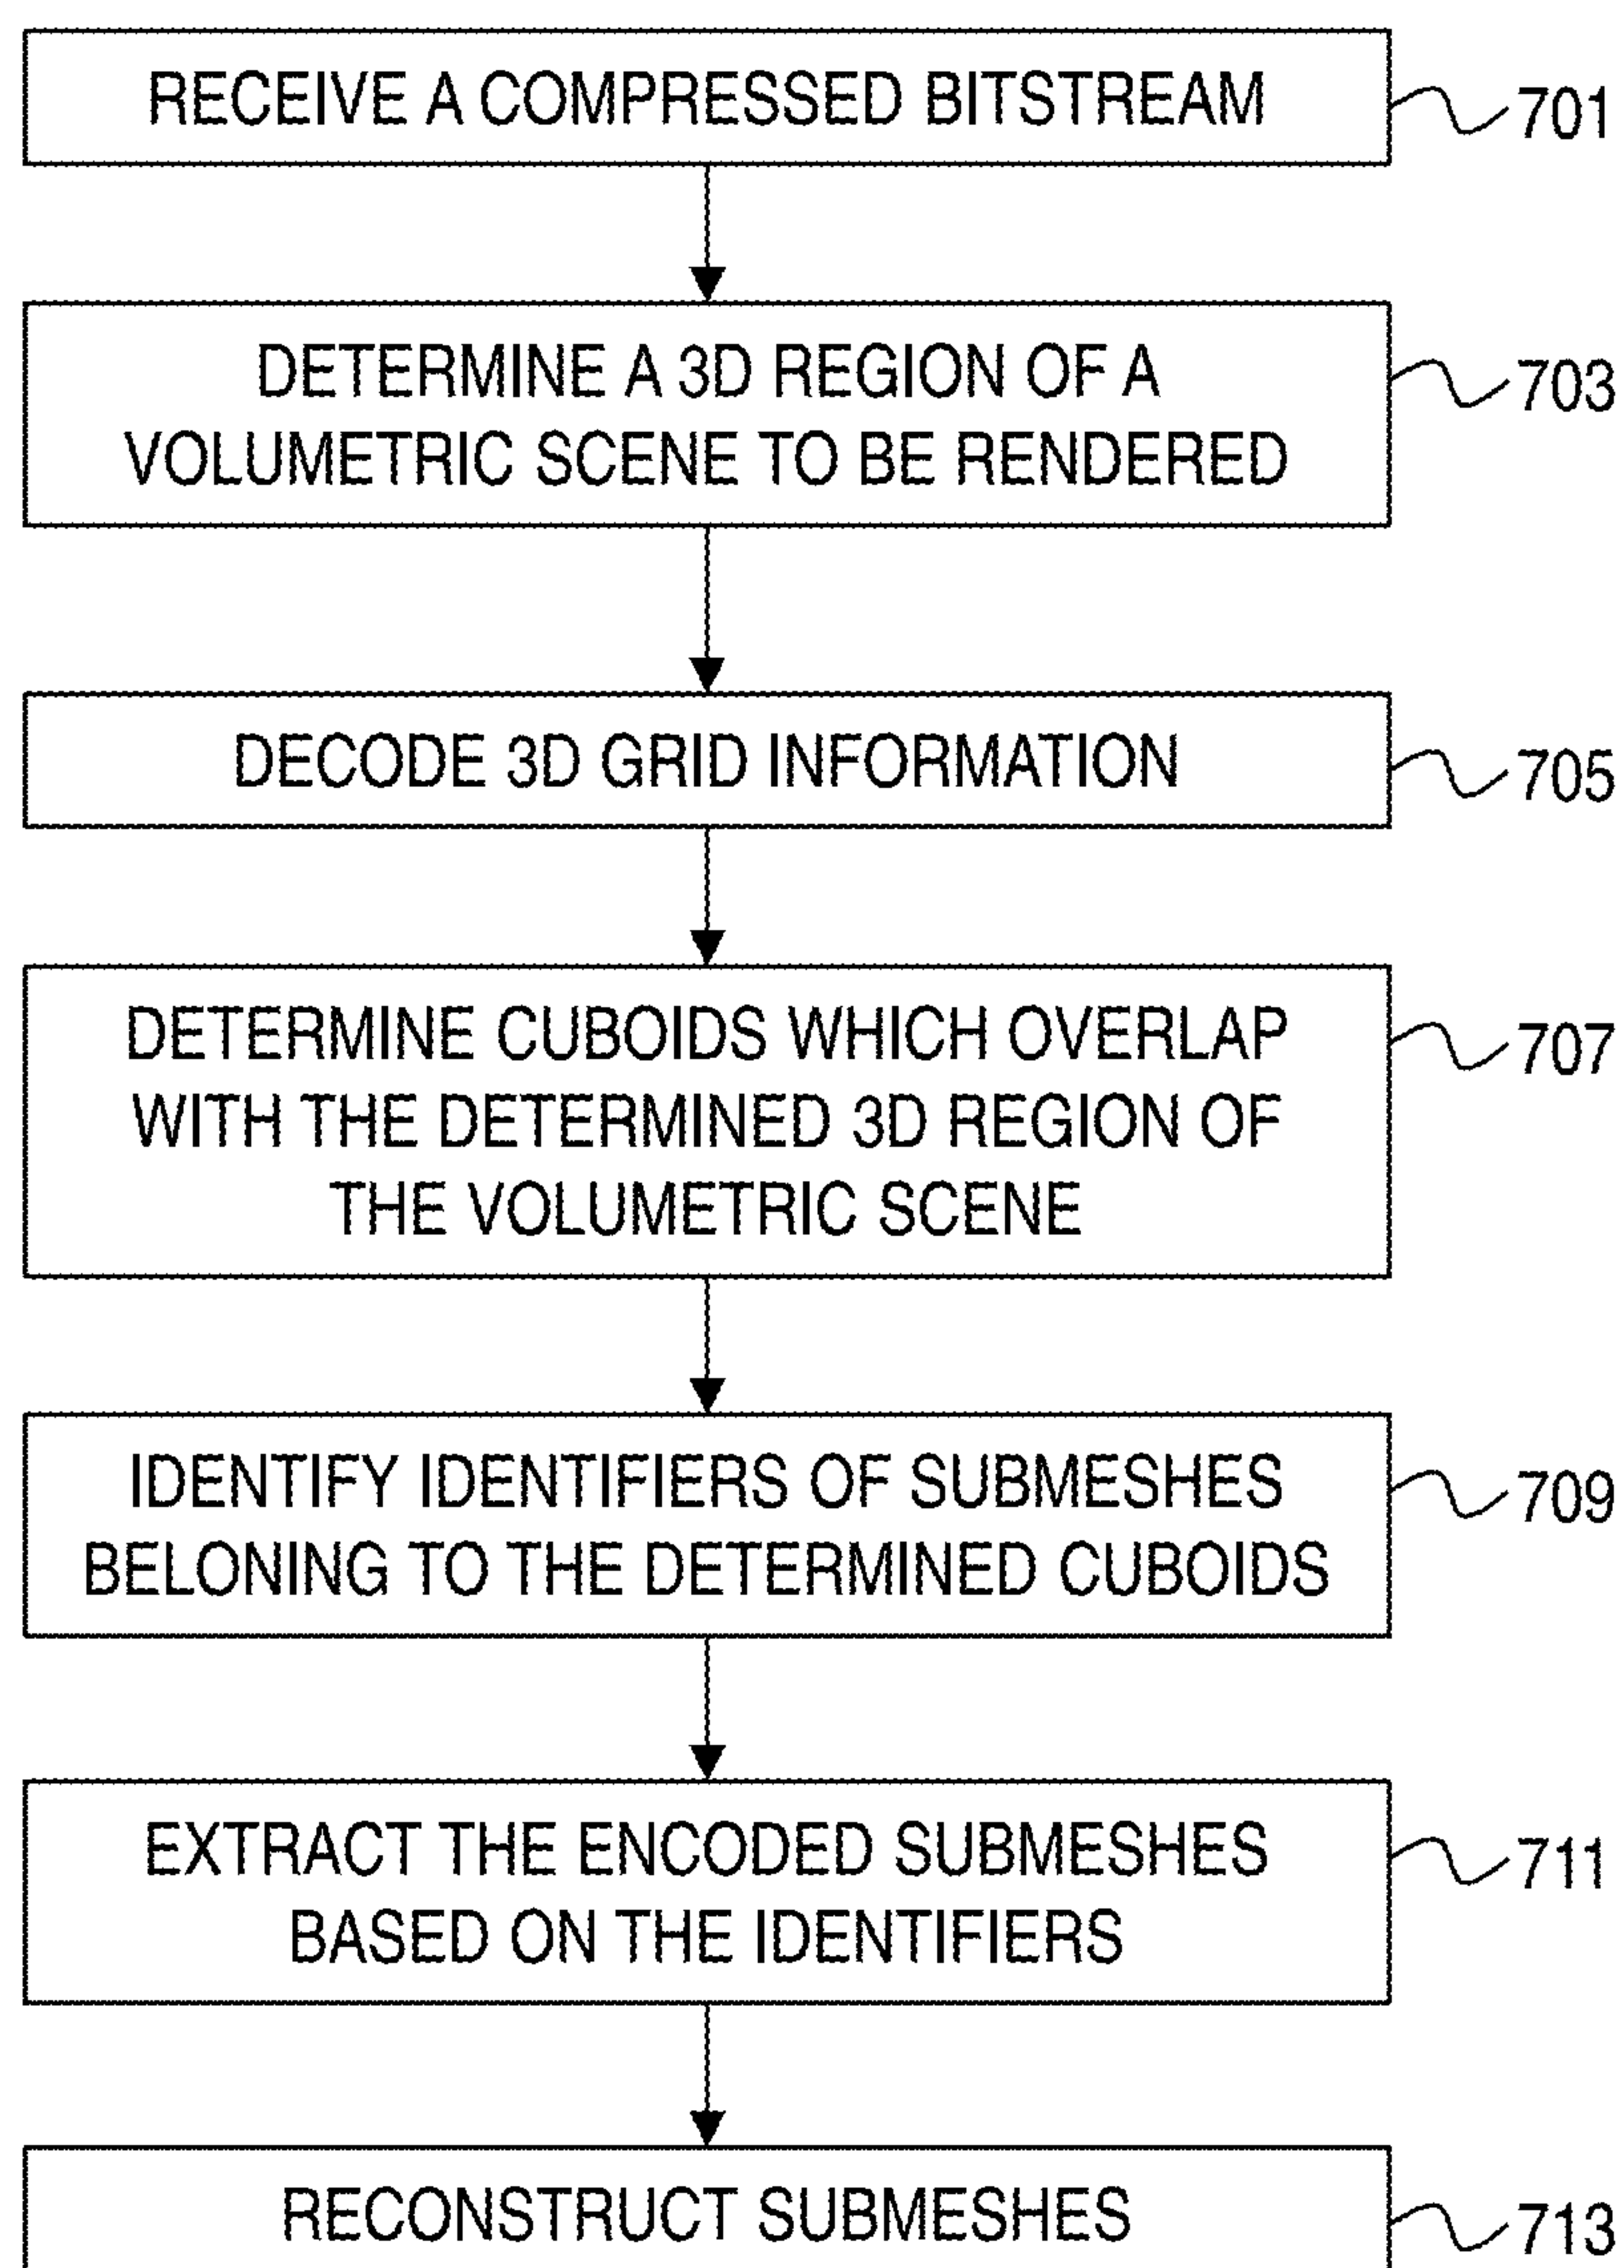 RECEIVE A COMPRESSED BITSTREAM
701
DETERMINE A 3D REGION OF A
VOLUMETRIC SCENE TO BE RENDERED
703
DECODE 3D GRID INFORMATION
705
DETERMINE CUBOIDS WHICH OVERLAP
WITH THE DETERMINED 3D REGION OF
THE VOLUMETRIC SCENE
707
IDENTIFY IDENTIFIERS OF SUBMESHES
BELONING TO THE DETERMINED CUBOIDS
709
EXTRACT THE ENCODED SUBMESHES
BASED ON THE IDENTIFIERS
711
RECONSTRUCT SUBMESHES
713